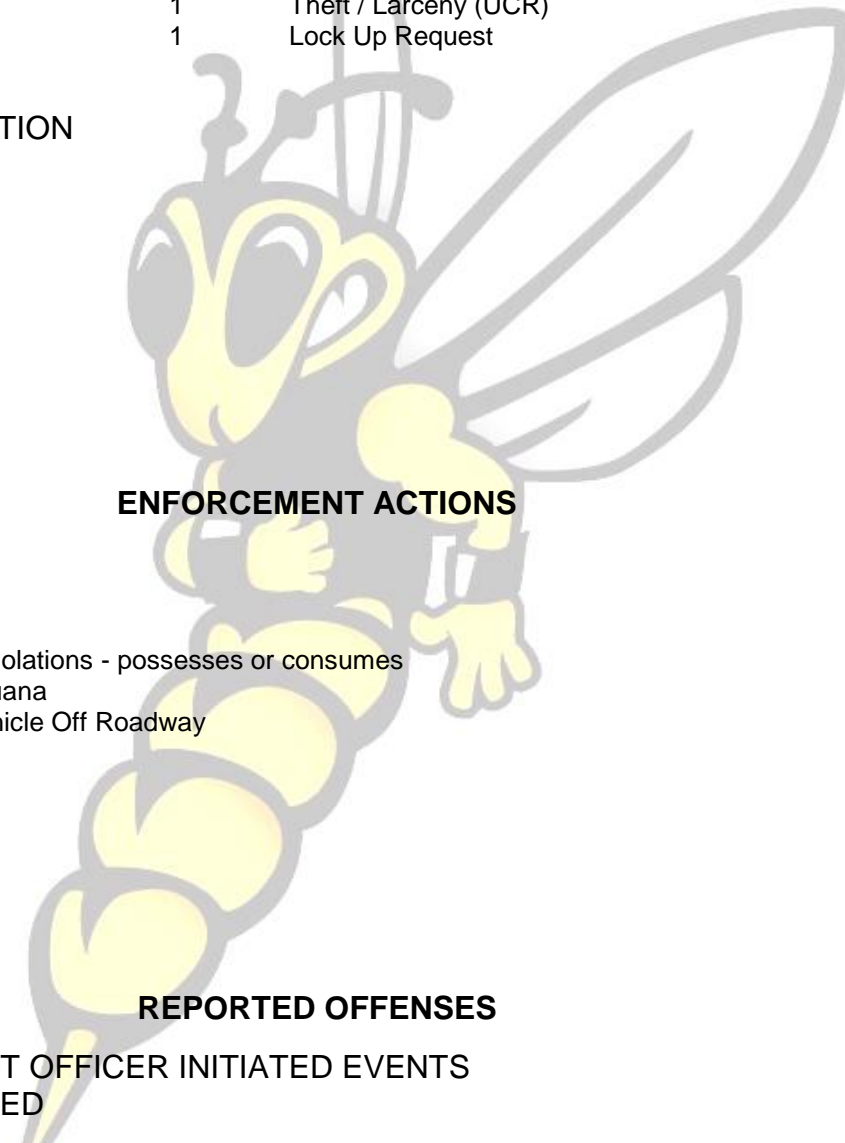 1 Theft / Larceny (UCR)
1 Lock Up Request
TION
ENFORCEMENT ACTIONS
olations - possesses or consumes
uana
hicle Off Roadway
REPORTED OFFENSES
T OFFICER INITIATED EVENTS
ED